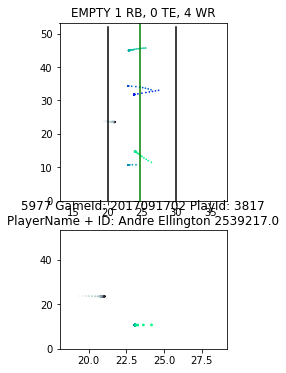 EMPTY 1 RB, 0 TE, 4 WR
50
40
30
20
10
0
15 20 25 30 35
5977 GameId: 2017091702 PlayId: 3817
PlayerName + ID: Andre Ellington 2539217.0
40
20
0
20.0 22.5 25.0 27.5